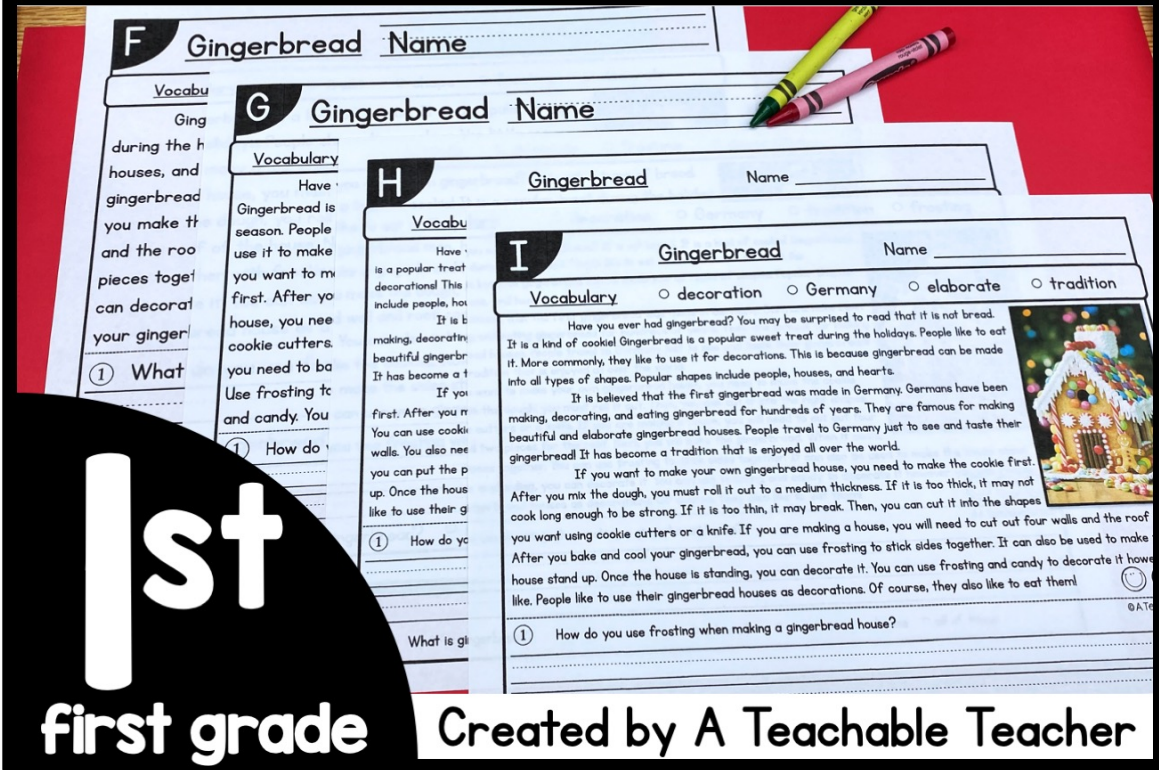 F Gingerbread Name
Vocabu
Ging
during the h
houses, and
gingerbread
you make th
and the roo
pieces toget
can decorat
your gingerl
1 What
G Gingerbread Name
Vocabulary
Have
Gingerbread is
season. People
use it to make
you want to m
first. After yo
house, you nee
cookie cutters.
you need to ba
Use frosting to
and candy. You
1 How do
H Gingerbread Name
Vocabu
Have
is a popular treat
decorations! This
include people, hou
It is b
making, decoratin
beautiful gingerbr
It has become a t
If you
first. After you m
You can use cooki
walls. You also nee
you can put the p
up. Once the hous
like to use their g
1 How do yo
What is gi
I Gingerbread Name
Vocabulary decoration Germany elaborate tradition
Have you ever had gingerbread? You may be surprised to read that it is not bread.
It is a kind of cookie! Gingerbread is a popular sweet treat during the holidays. People like to eat
it. More commonly, they like to use it for decorations. This is because gingerbread can be made
into all types of shapes. Popular shapes include people, houses, and hearts.
It is believed that the first gingerbread was made in Germany. Germans have been
making, decorating, and eating gingerbread for hundreds of years. They are famous for making
beautiful and elaborate gingerbread houses. People travel to Germany just to see and taste their
gingerbread! It has become a tradition that is enjoyed all over the world.
If you want to make your own gingerbread house, you need to make the cookie first.
After you mix the dough, you must roll it out to a medium thickness. If it is too thick, it may not
cook long enough to be strong. If it is too thin, it may break. Then, you can cut it into the shapes
you want using cookie cutters or a knife. If you are making a house, you will need to cut out four walls and the roof
After you bake and cool your gingerbread, you can use frosting to stick sides together. It can also be used to make
house stand up. Once the house is standing, you can decorate it. You can use frosting and candy to decorate it howe
like. People like to use their gingerbread houses as decorations. Of course, they also like to eat them!
©A Te
1 How do you use frosting when making a gingerbread house?
1st
first grade
Created by A Teachable Teacher